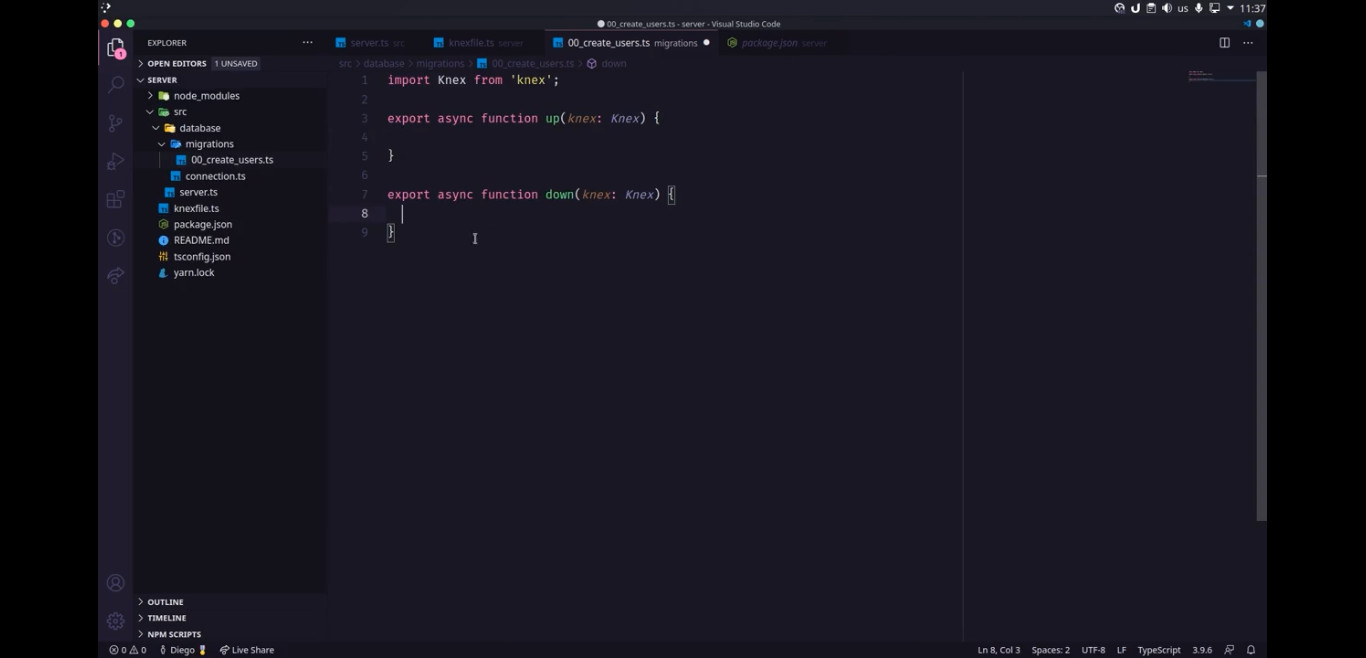 us 11:37
00_create_users.ts - server - Visual Studio Code
EXPLORER
server.ts src
knexfile.ts server
00_create_users.ts migrations
package.json server
OPEN EDITORS 1 UNSAVED
src > database > migrations > 00_create_users.ts > down
SERVER
node_modules
src
database
migrations
00_create_users.ts
connection.ts
server.ts
knexfile.ts
package.json
README.md
tsconfig.json
yarn.lock
1
1 import Knex from 'knex';
2
3 export async function up(knex: Knex) {
4
5 }
6
7 export async function down(knex: Knex) {
8
9 }
OUTLINE
TIMELINE
NPM SCRIPTS
0 0 Diego Live Share Ln 8, Col 3 Spaces: 2 UTF-8 LF TypeScript 3.9.6